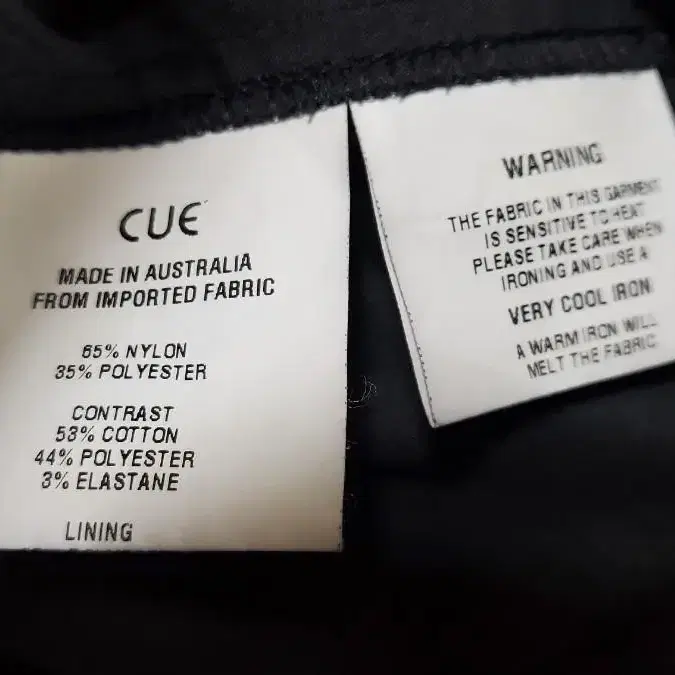 CUE
MADE IN AUSTRALIA
FROM IMPORTED FABRIC
65% NYLON
35% POLYESTER
CONTRAST
53% COTTON
44% POLYESTER
3% ELASTANE
LINING
WARNING
THE FABRIC IN THIS GARMENT
IS SENSITIVE TO HEAT
PLEASE TAKE CARE WHEN
IRONING AND USE A
VERY COOL IRON
A WARM IRON WILL
MELT THE FABRIC